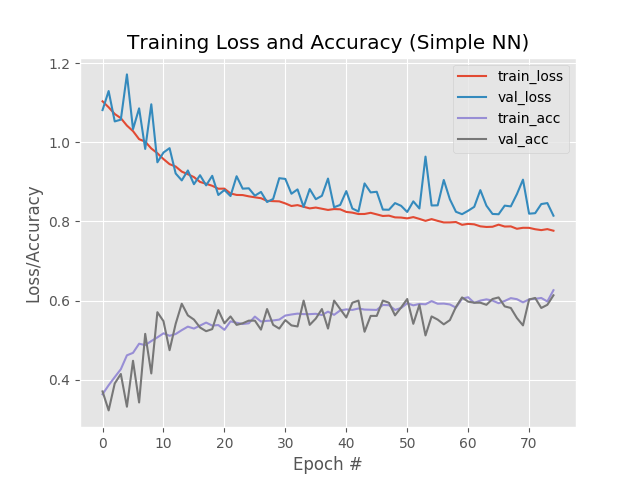 Training Loss and Accuracy (Simple NN)
1.2
1.0
0.8
0.6
0.4
Loss/Accuracy
train_loss
val_loss
train_acc
val_acc
0 10 20 30 40 50 60 70
Epoch #